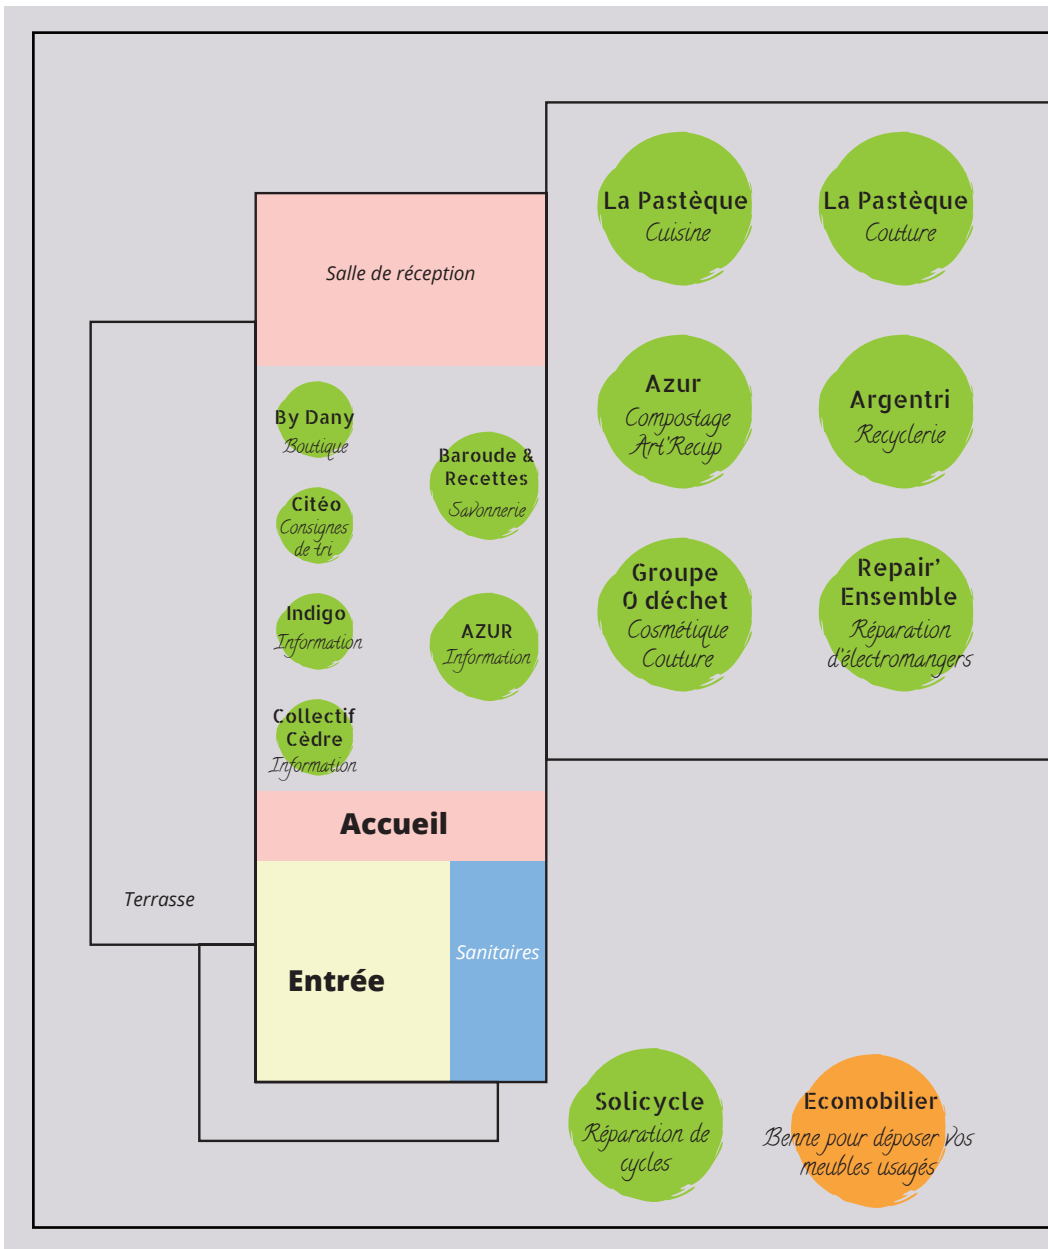 La Pastèque
Cuisine
La Pastèque
Couture
Salle de réception
Azur
Compostage
Art'Recup
Argentri
Recyclerie
By Dany
Boutique
Baroude &
Recettes
Savonnerie
Citéo
Consignes
de tri
Groupe
0 déchet
Cosmétique
Couture
Repair'
Ensemble
Réparation
d'électromangers
Indigo
Information
AZUR
Information
Collectif
Cèdre
Information
Accueil
Terrasse
Entrée
Sanitaires
Solicycle
Réparation de
cycles
Ecomobilier
Benne pour déposer vos
meubles usagés